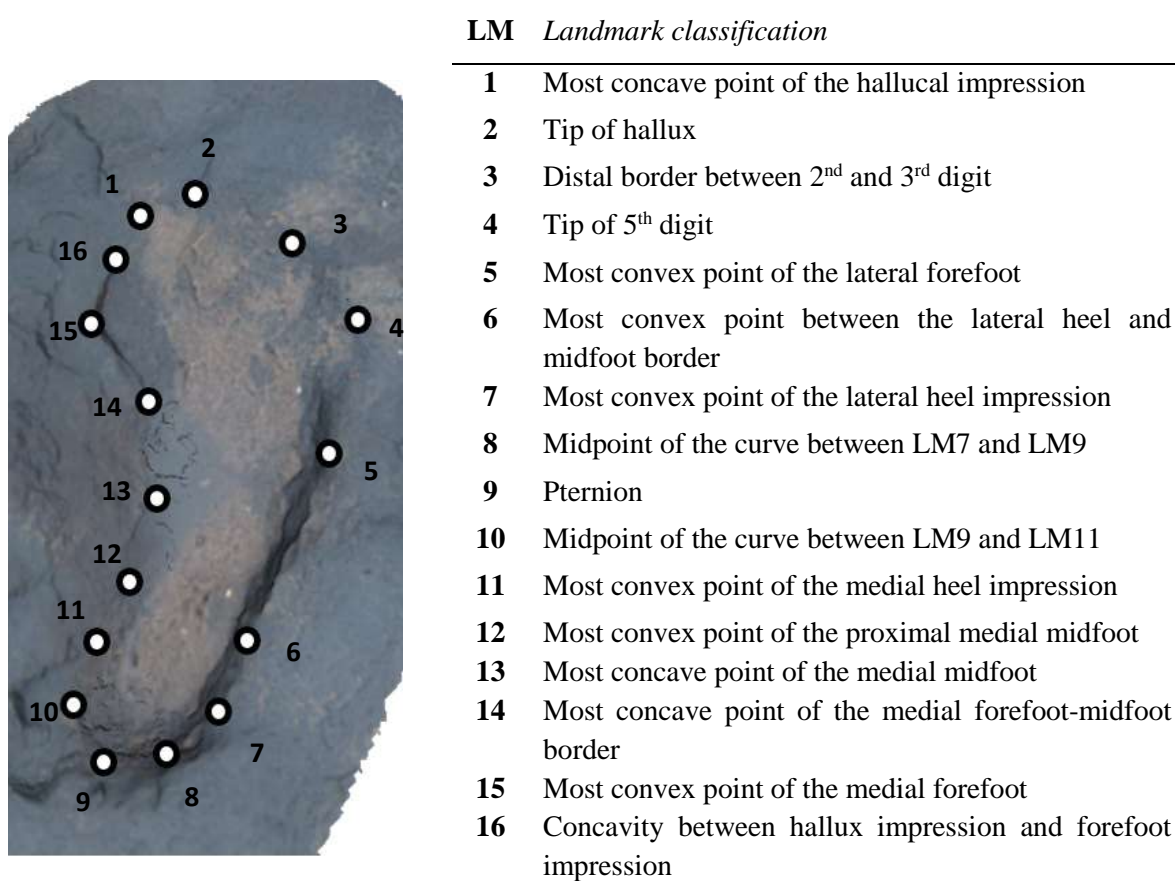 LM Landmark classification
1 Most concave point of the hallucal impression
2 Tip of hallux
3 Distal border between 2nd and 3rd digit
4 Tip of 5th digit
5 Most convex point of the lateral forefoot
6 Most convex point between the lateral heel and
midfoot border
7 Most convex point of the lateral heel impression
8 Midpoint of the curve between LM7 and LM9
9 Pternion
10 Midpoint of the curve between LM9 and LM11
11 Most convex point of the medial heel impression
12 Most convex point of the proximal medial midfoot
13 Most concave point of the medial midfoot
14 Most concave point of the medial forefoot-midfoot
border
15 Most convex point of the medial forefoot
16 Concavity between hallux impression and forefoot
impression
2
1
3
16
15
4
14
5
13
12
11
6
10
7
9
8